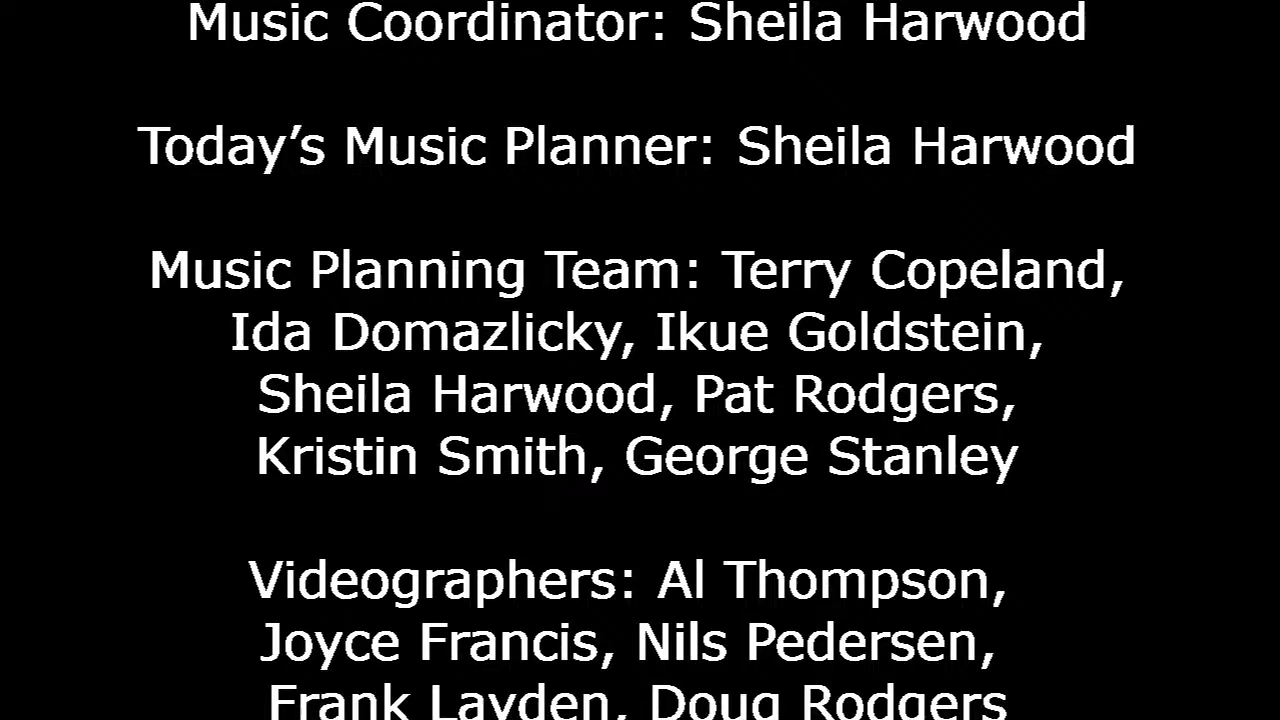 Music Coordinator: Sheila Harwood
Today’s Music Planner: Sheila Harwood
Music Planning Team: Terry Copeland,
Ida Domazlicky, Ikue Goldstein,
Sheila Harwood, Pat Rodgers,
Kristin Smith, George Stanley
Videographers: Al Thompson,
Joyce Francis, Nils Pedersen,
Frank Layden, Doug Rodgers